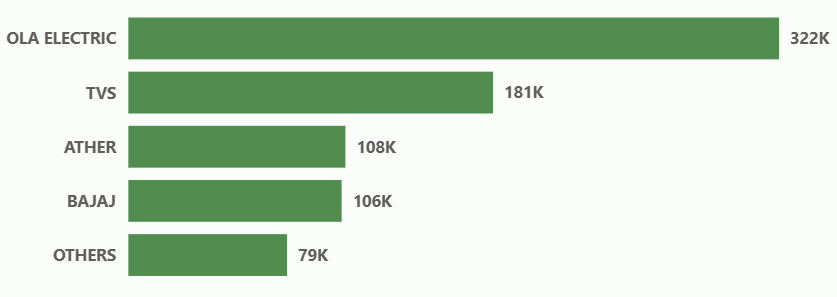 OLA ELECTRIC 322K
TVS 181K
ATHER 108K
BAJAJ 106K
OTHERS 79K